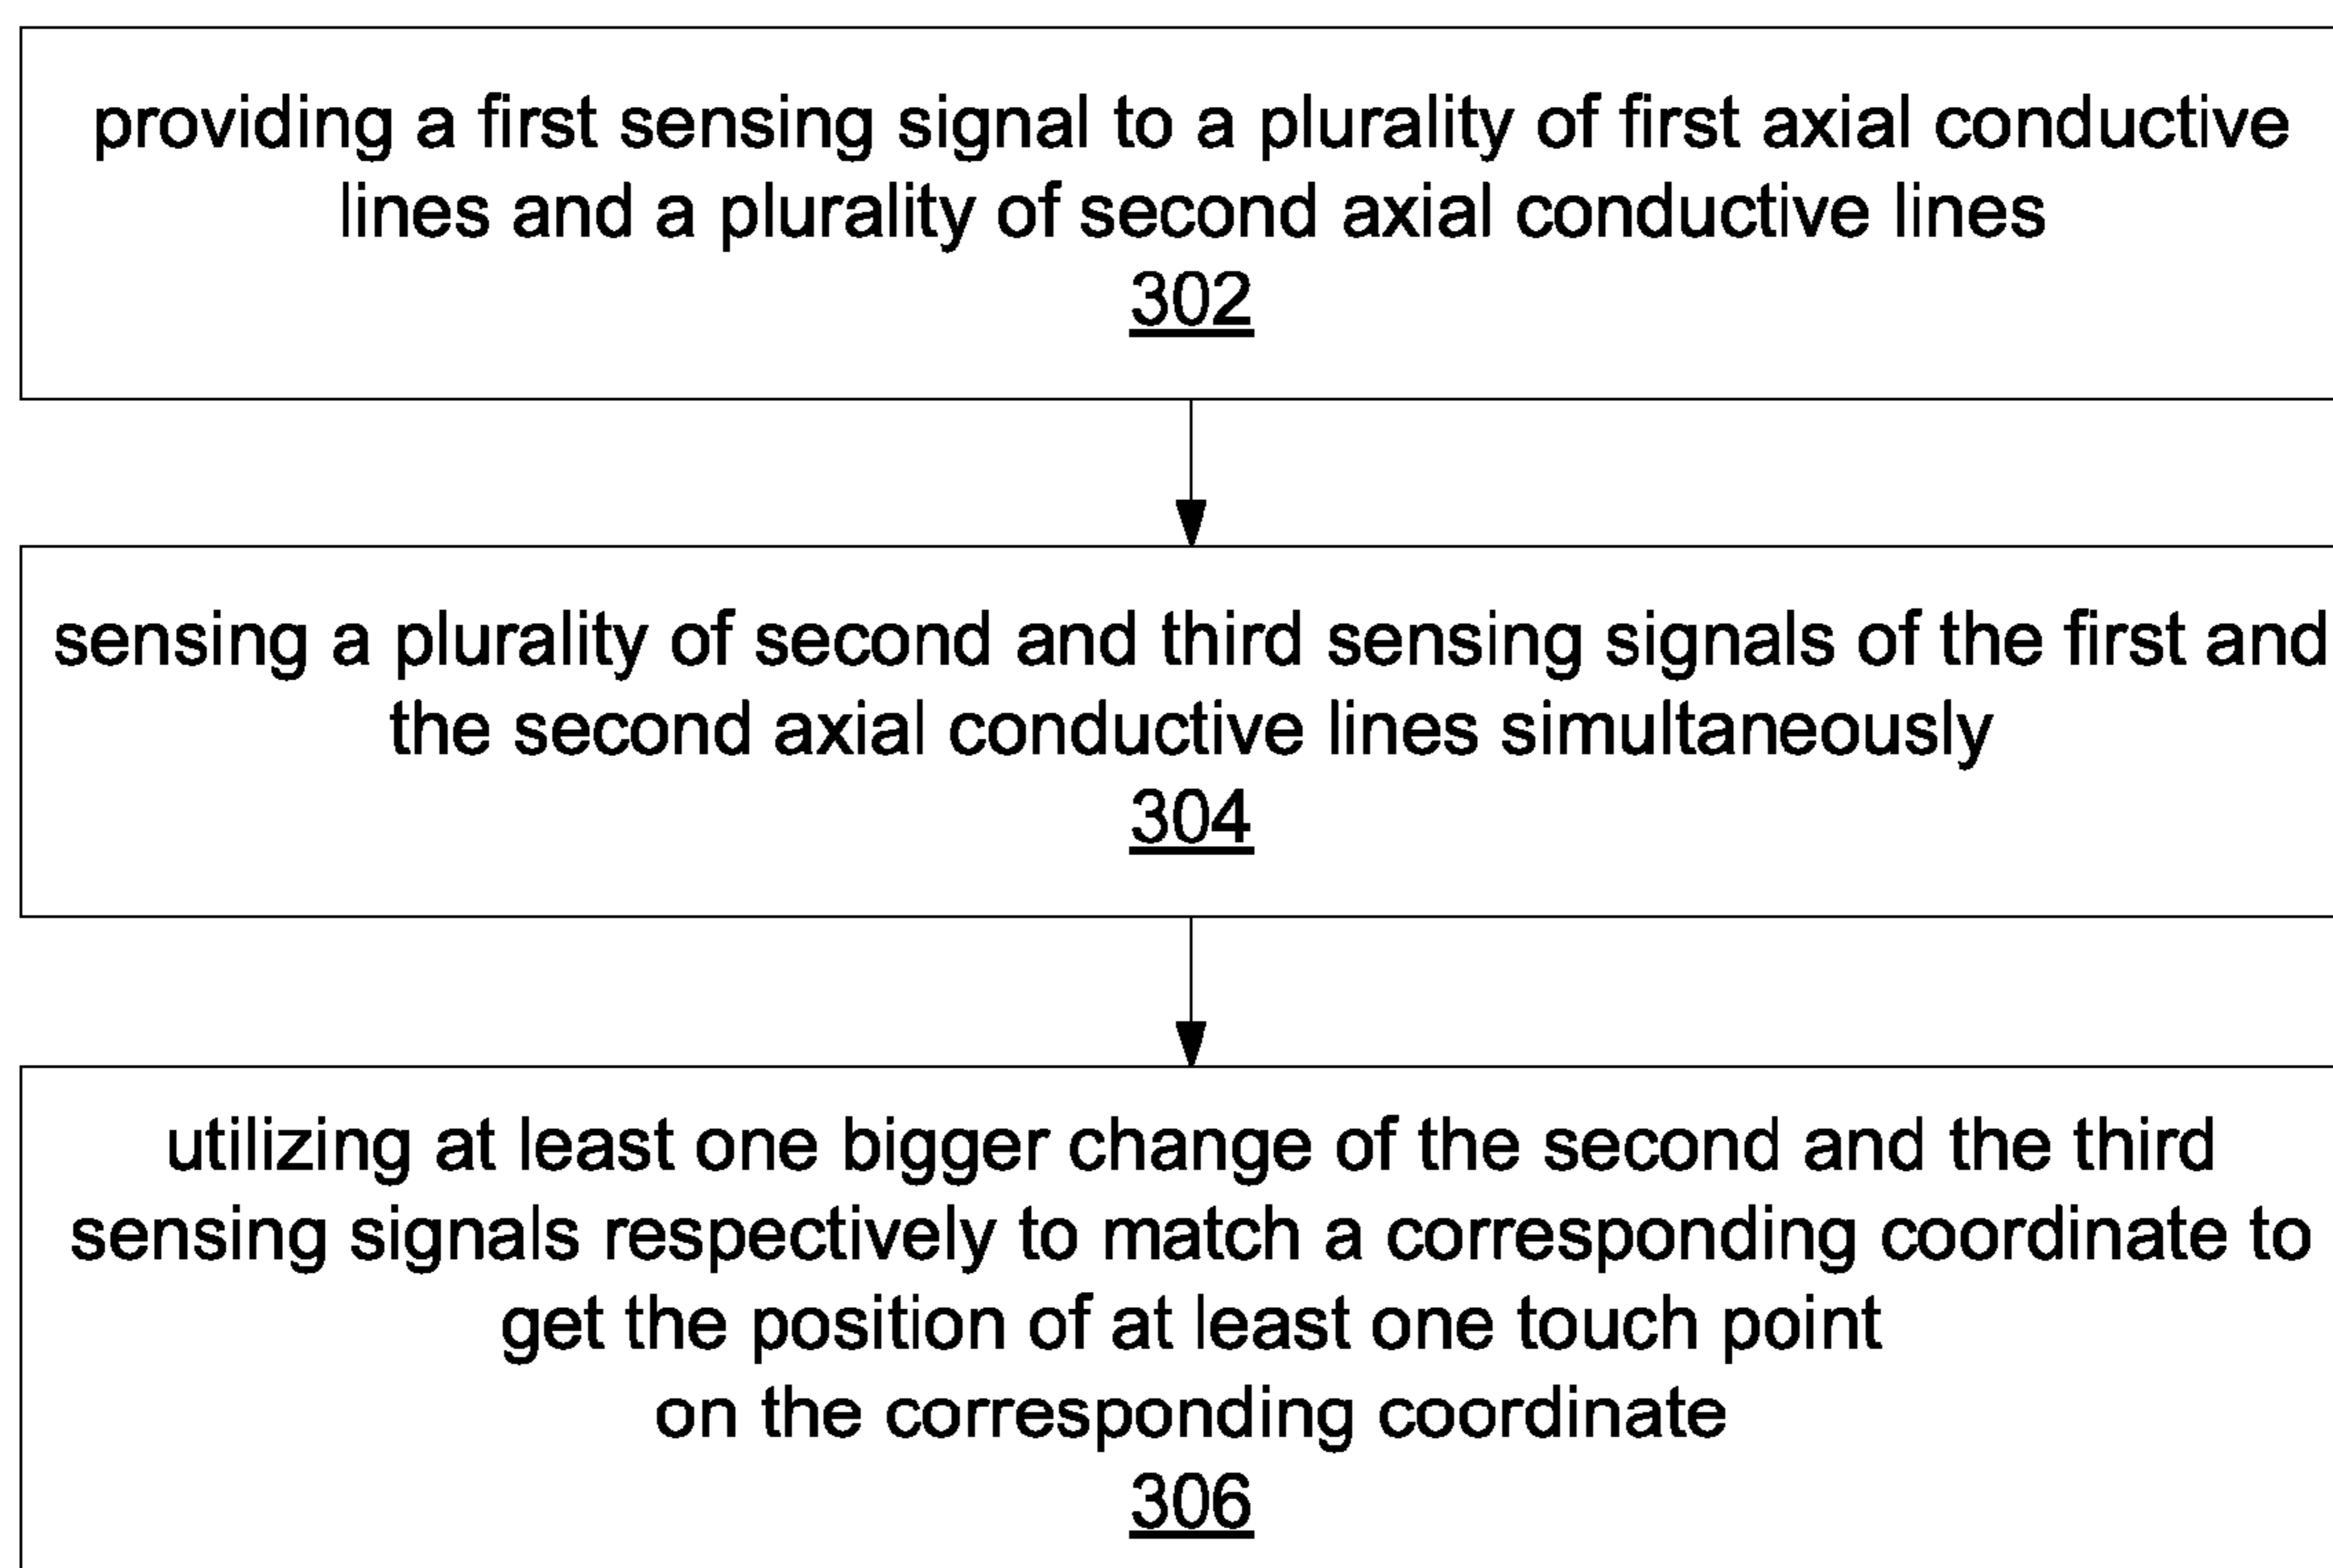 providing a first sensing signal to a plurality of first axial conductive
lines and a plurality of second axial conductive lines
302
sensing a plurality of second and third sensing signals of the first and
the second axial conductive lines simultaneously
304
utilizing at least one bigger change of the second and the third
sensing signals respectively to match a corresponding coordinate to
get the position of at least one touch point
on the corresponding coordinate
306